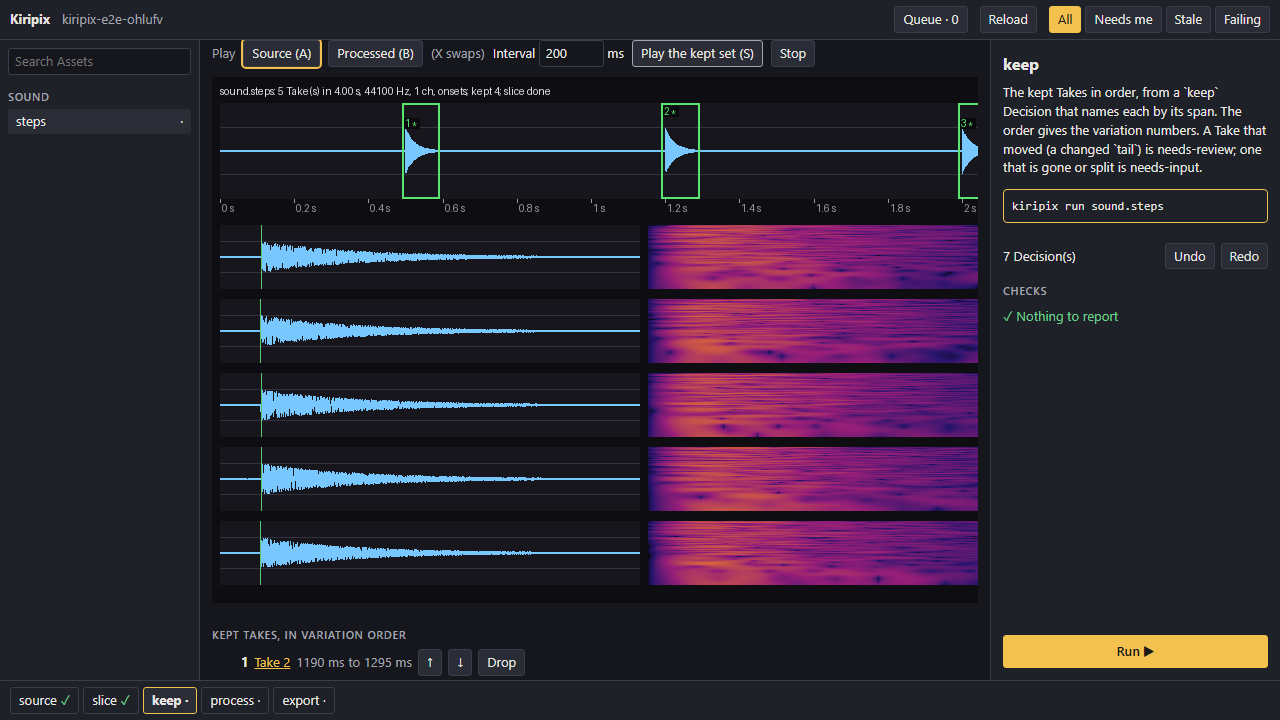 Kiripix kiripix-e2e-ohlufv Queue · 0 Reload All Needs me Stale Failing
Search Assets
SOUND
steps ·
Play Source (A) Processed (B) (X swaps) Interval 200 ms Play the kept set (S) Stop
sound.steps: 5 Take(s) in 4.00 s, 44100 Hz, 1 ch, onsets; kept 4; slice done
1★ 2★ 3★
0 s 0.2 s 0.4 s 0.6 s 0.8 s 1 s 1.2 s 1.4 s 1.6 s 1.8 s 2 s
KEPT TAKES, IN VARIATION ORDER
1 Take 2 1190 ms to 1295 ms ↑ ↓ Drop
keep
The kept Takes in order, from a `keep`
Decision that names each by its span. The
order gives the variation numbers. A Take that
moved (a changed `tail`) is needs-review; one
that is gone or split is needs-input.
kiripix run sound.steps
7 Decision(s) Undo Redo
CHECKS
✓ Nothing to report
Run ▶
source ✓ slice ✓ keep · process · export ·